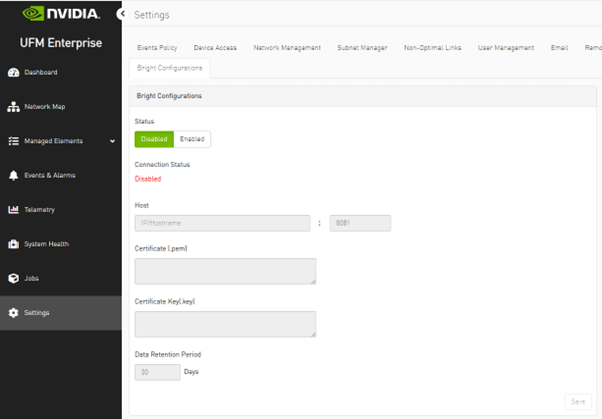 NVIDIA.
UFM Enterprise
Dashboard
Network Map
Managed Elements
Events & Alarms
Telemetry
System Health
Jobs
Settings
Settings
Events Policy Device Access Network Management Subnet Manager Non-Optimal Links User Management Email Remo
Bright Configurations
Bright Configurations
Status
Disabled Enabled
Connection Status
Disabled
Host
IP/Hostname : 8081
Certificate (.pem)
Certificate Key(.key)
Data Retention Period
30 Days
Save